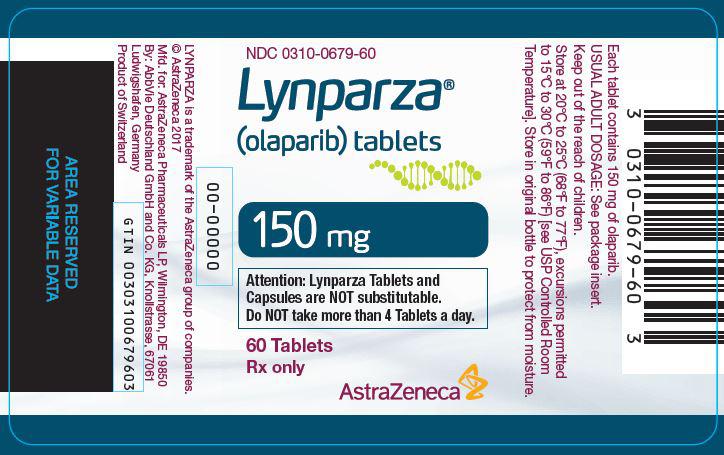 AREA RESERVED
FOR VARIABLE DATA
LYNPARZA is a trademark of the AstraZeneca group of companies.
© AstraZeneca 2017
Mfd. for: AstraZeneca Pharmaceuticals LP, Wilmington, DE 19850
By: AbbVie Deutschland GmbH and Co. KG, Knollstrasse, 67061
Ludwigshafen, Germany
Product of Switzerland
GTIN 00303100679603
00-00000
NDC 0310-0679-60
Lynparza®
(olaparib) tablets
150 mg
Attention: Lynparza Tablets and
Capsules are NOT substitutable.
Do NOT take more than 4 Tablets a day.
60 Tablets
Rx only
AstraZeneca
Each tablet contains 150 mg of olaparib.
USUAL ADULT DOSAGE: See package insert.
Keep out of the reach of children.
Store at 20°C to 25°C (68°F to 77°F), excursions permitted
to 15°C to 30°C (59°F to 86°F) [see USP Controlled Room
Temperature]. Store in original bottle to protect from moisture.
3 0310-0679-60 3